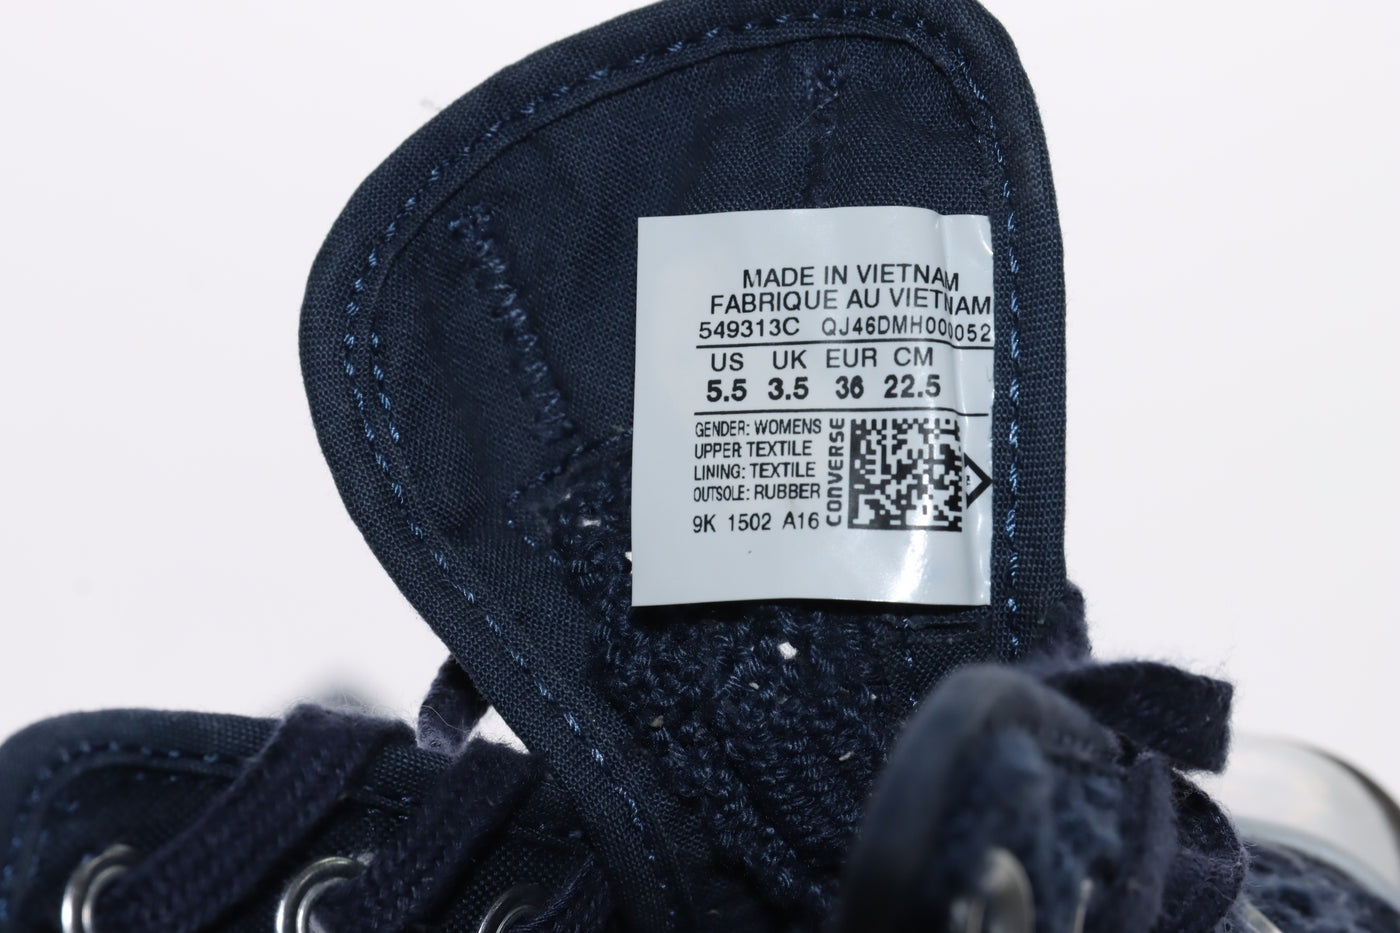 MADE IN VIETNAM
FABRIQUE AU VIETNAM
549313C QJ46DMH000052
US UK EUR CM
5.5 3.5 36 22.5
GENDER: WOMENS
UPPER TEXTILE
LINING: TEXTILE
OUTSOLE: RUBBER
9K 1502 A16
CONVERSE